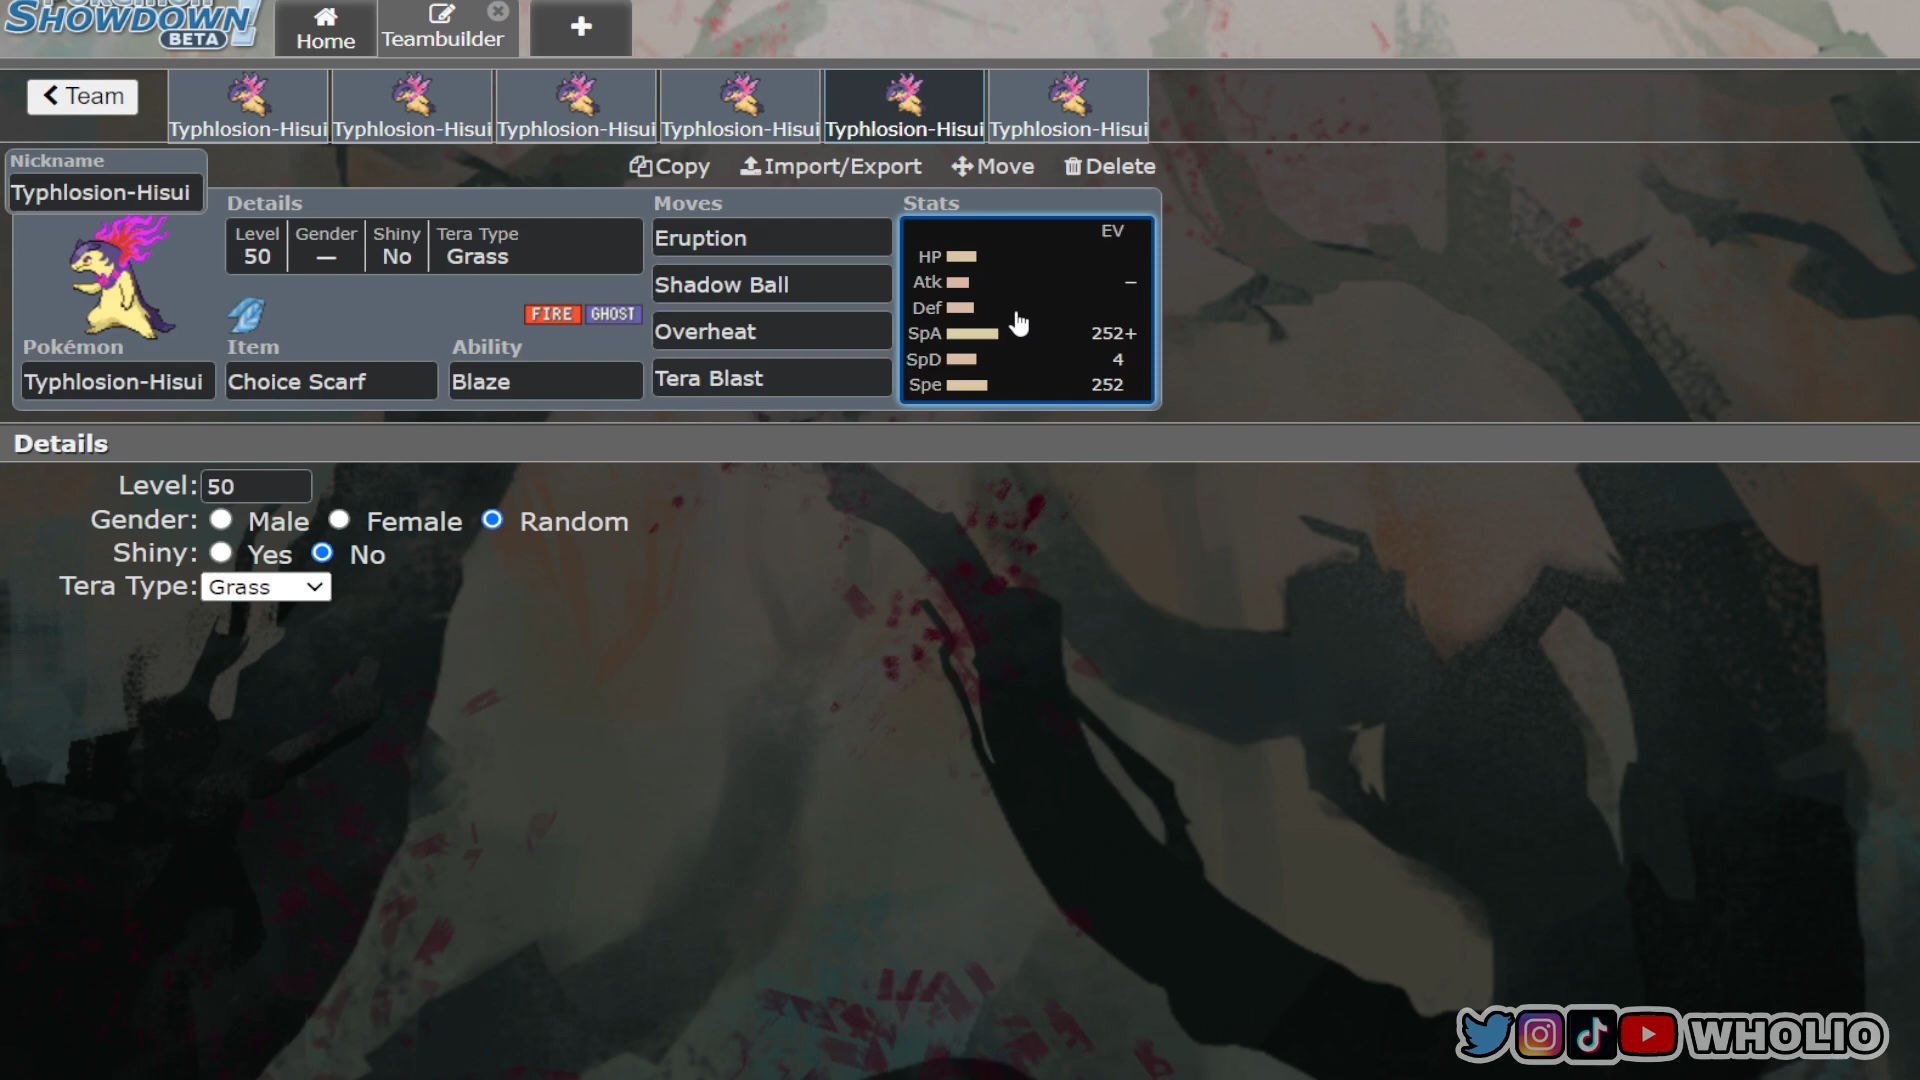 Pokémon
SHOWDOWN!
BETA
Home
Teambuilder
Team
Typhlosion-Hisui Typhlosion-Hisui Typhlosion-Hisui Typhlosion-Hisui Typhlosion-Hisui Typhlosion-Hisui
Copy Import/Export Move Delete
Nickname
Typhlosion-Hisui
Details
Level Gender Shiny Tera Type
50 — No Grass
FIRE GHOST
Pokémon Item Ability
Typhlosion-Hisui Choice Scarf Blaze
Moves
Eruption
Shadow Ball
Overheat
Tera Blast
Stats
EV
HP
Atk –
Def
SpA 252+
SpD 4
Spe 252
Details
Level: 50
Gender: Male Female Random
Shiny: Yes No
Tera Type: Grass
WHOLIO